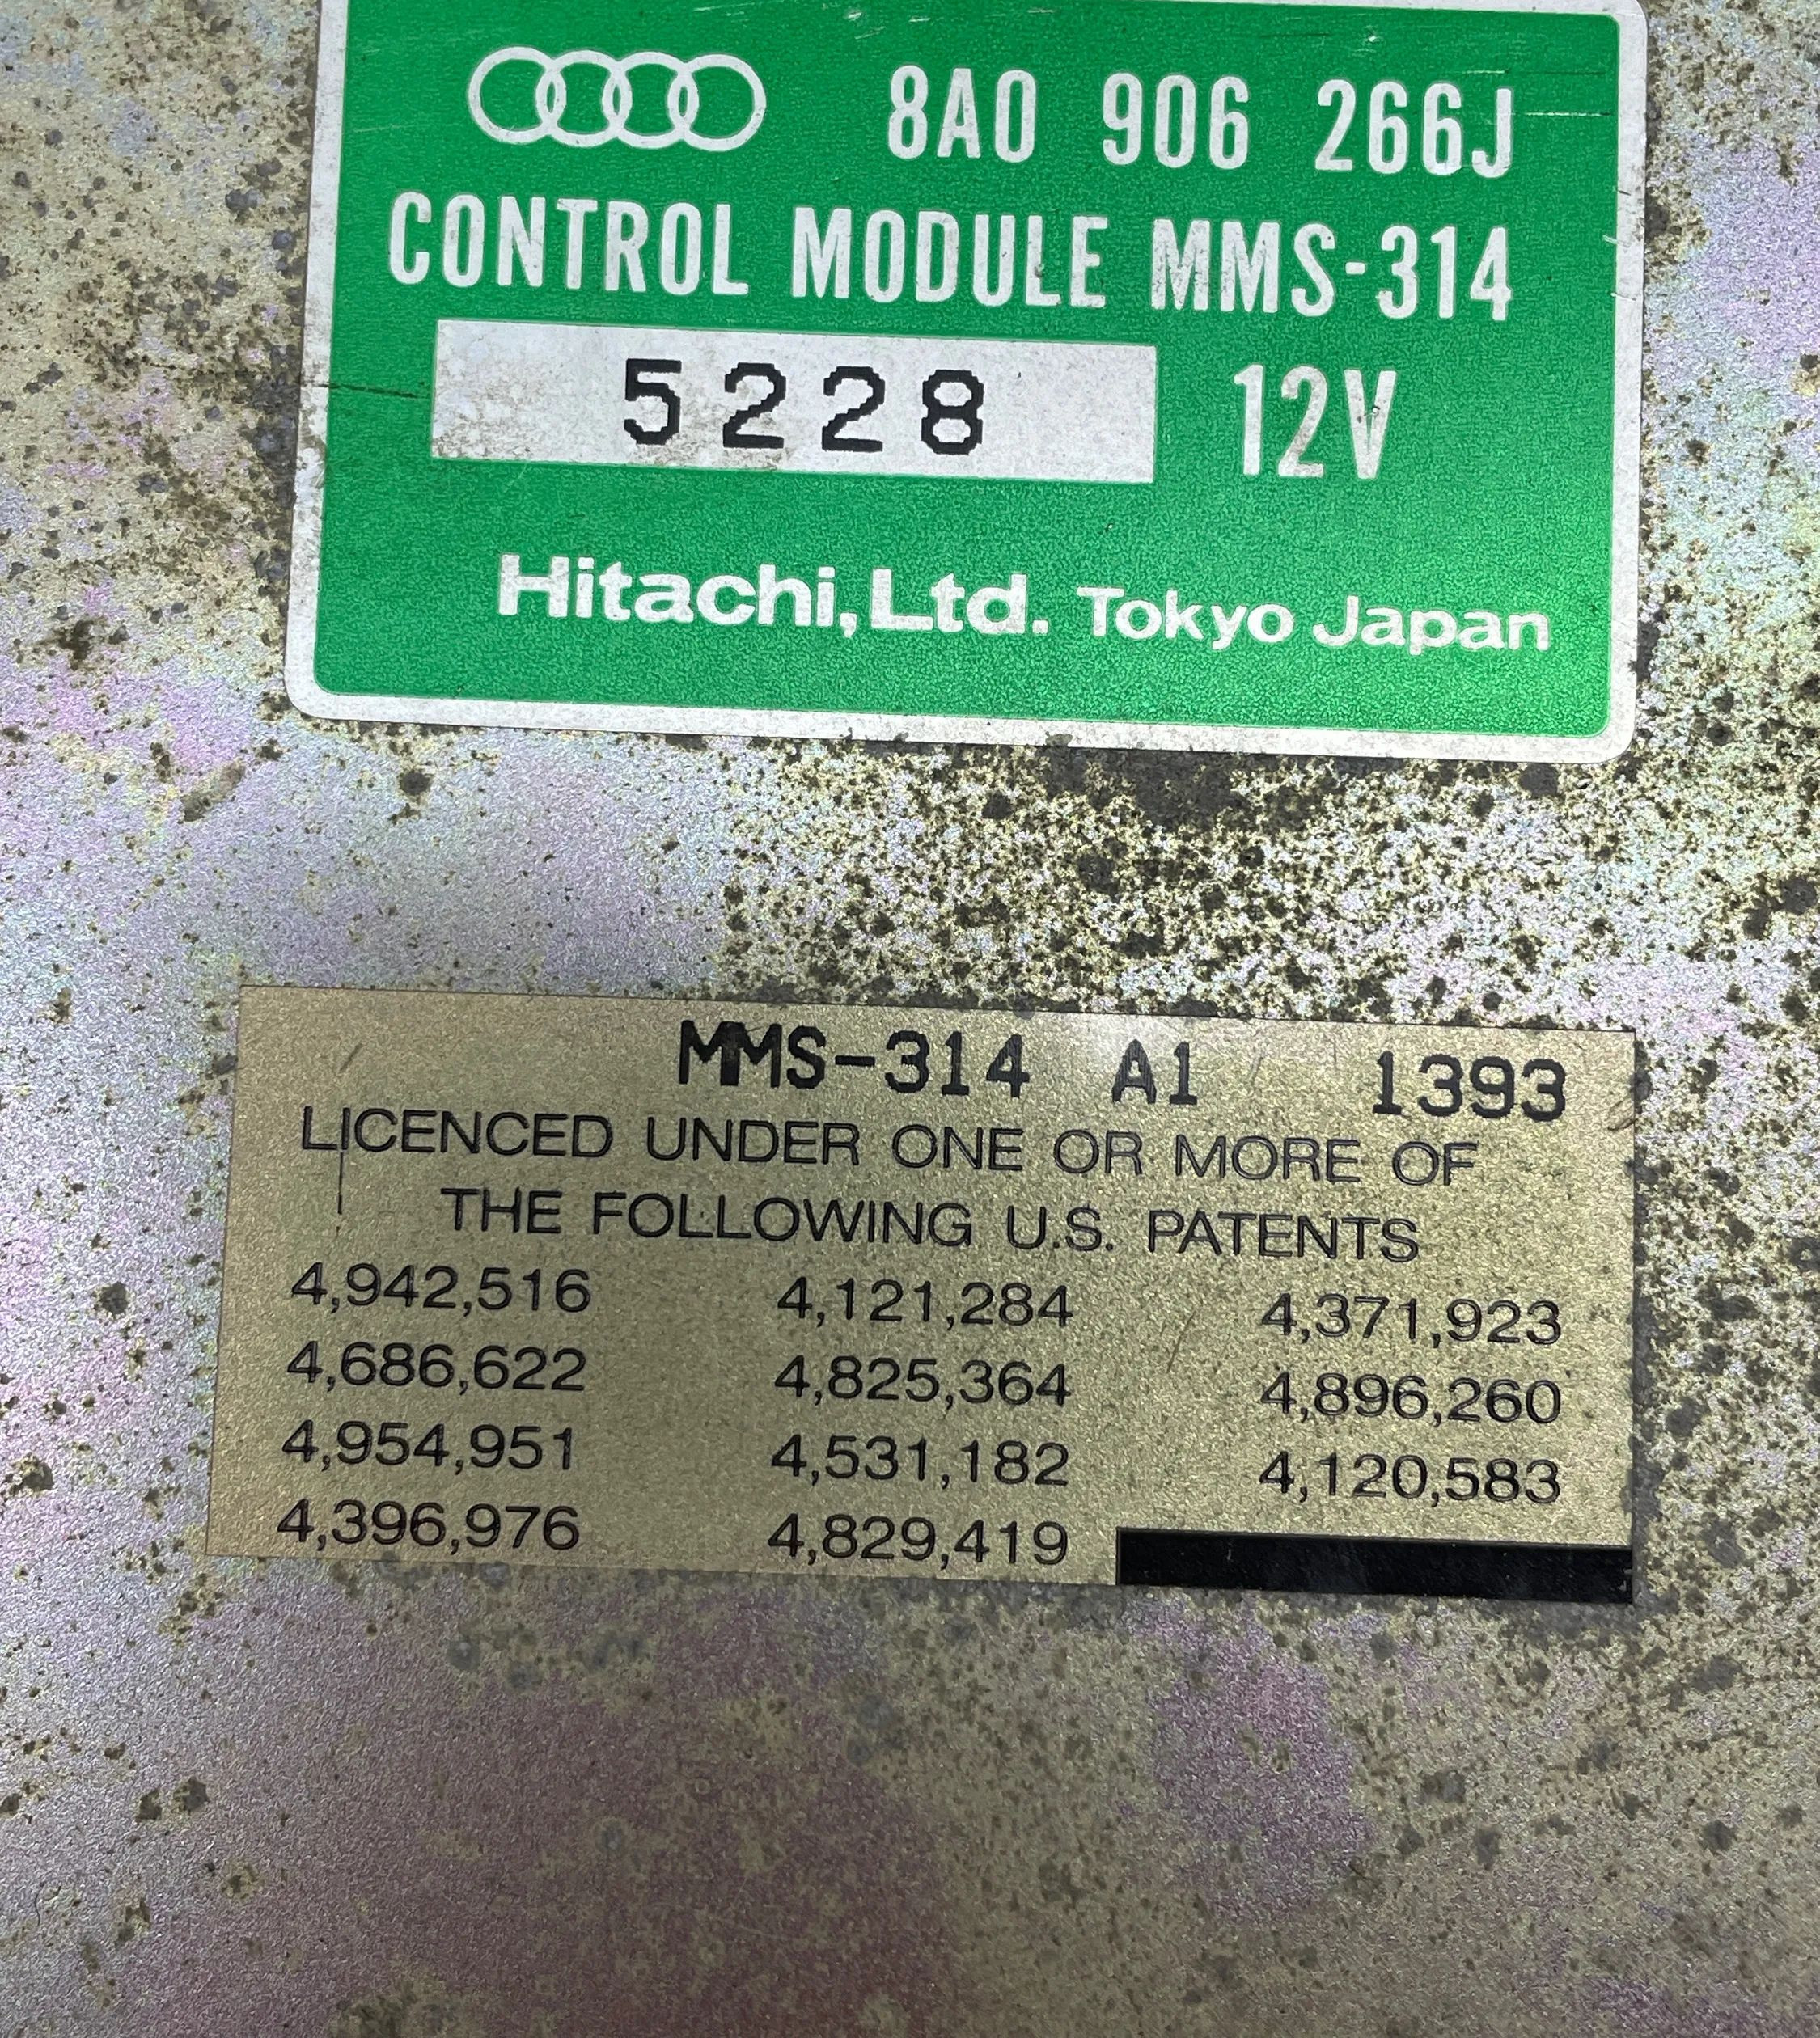 8A0 906 266J
CONTROL MODULE MMS-314
5228 12V
Hitachi, Ltd. Tokyo Japan
MMS-314 A1 1393
LICENCED UNDER ONE OR MORE OF
THE FOLLOWING U.S. PATENTS
4,942,516 4,121,284 4,371,923
4,686,622 4,825,364 4,896,260
4,954,951 4,531,182 4,120,583
4,396,976 4,829,419